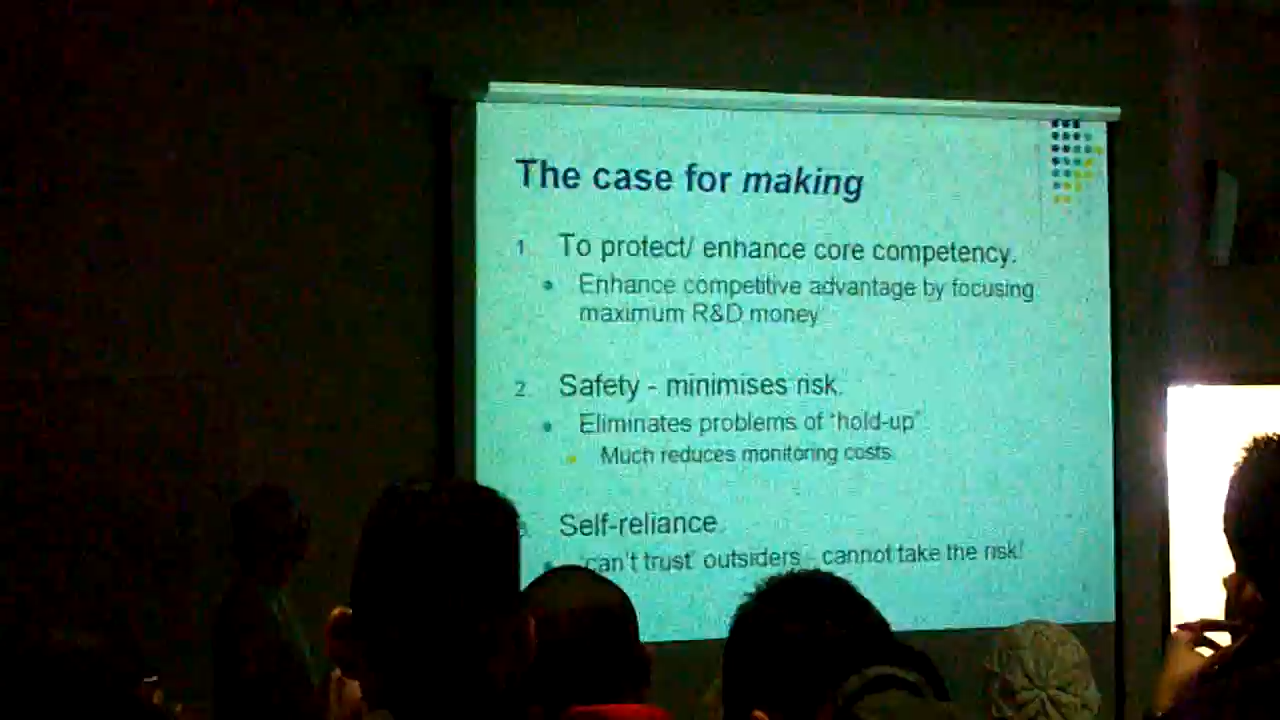 The case for making
1. To protect/ enhance core competency.
• Enhance competitive advantage by focusing
maximum R&D money
2. Safety - minimises risk.
• Eliminates problems of "hold-up"
• Much reduces monitoring costs.
3. Self-reliance.
• 'can't trust' outsiders - cannot take the risk!